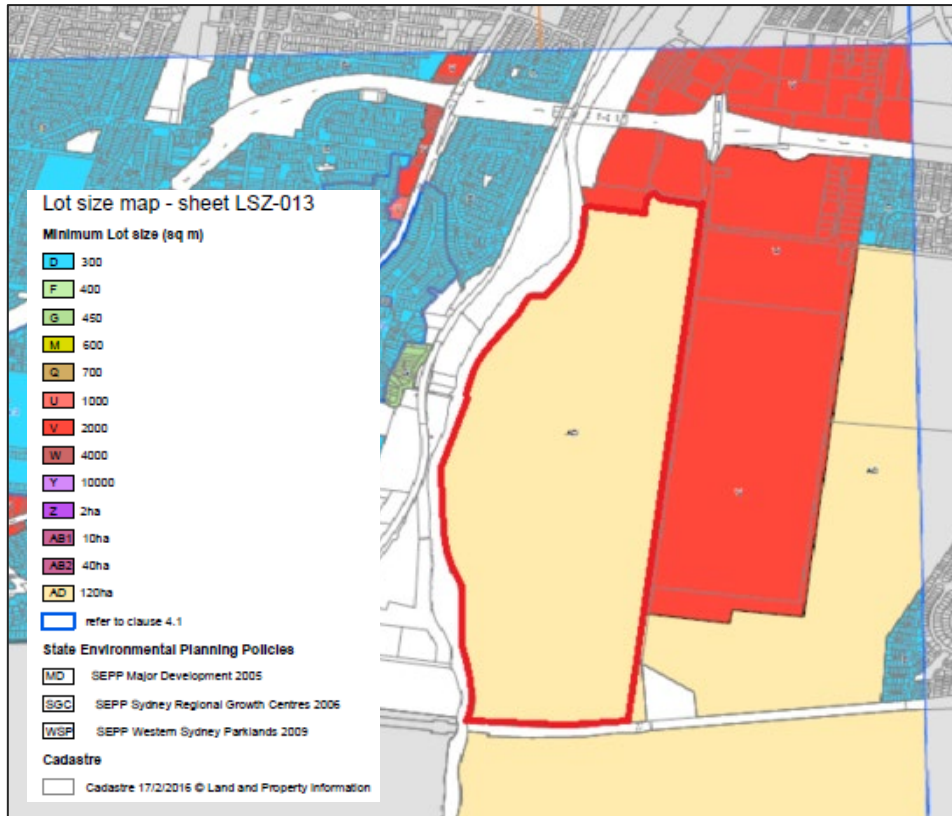 Lot size map - sheet LSZ-013
Minimum Lot size (sq m)
D 300
F 400
G 450
M 600
Q 700
U 1000
V 2000
W 4000
Y 10000
Z 2ha
AB1 10ha
AB2 40ha
AD 120ha
refer to clause 4.1
State Environmental Planning Policies
MD SEPP Major Development 2005
SGC SEPP Sydney Regional Growth Centres 2006
WSP SEPP Western Sydney Parklands 2009
Cadastre
Cadastre 17/2/2016 © Land and Property Information
AD
AD